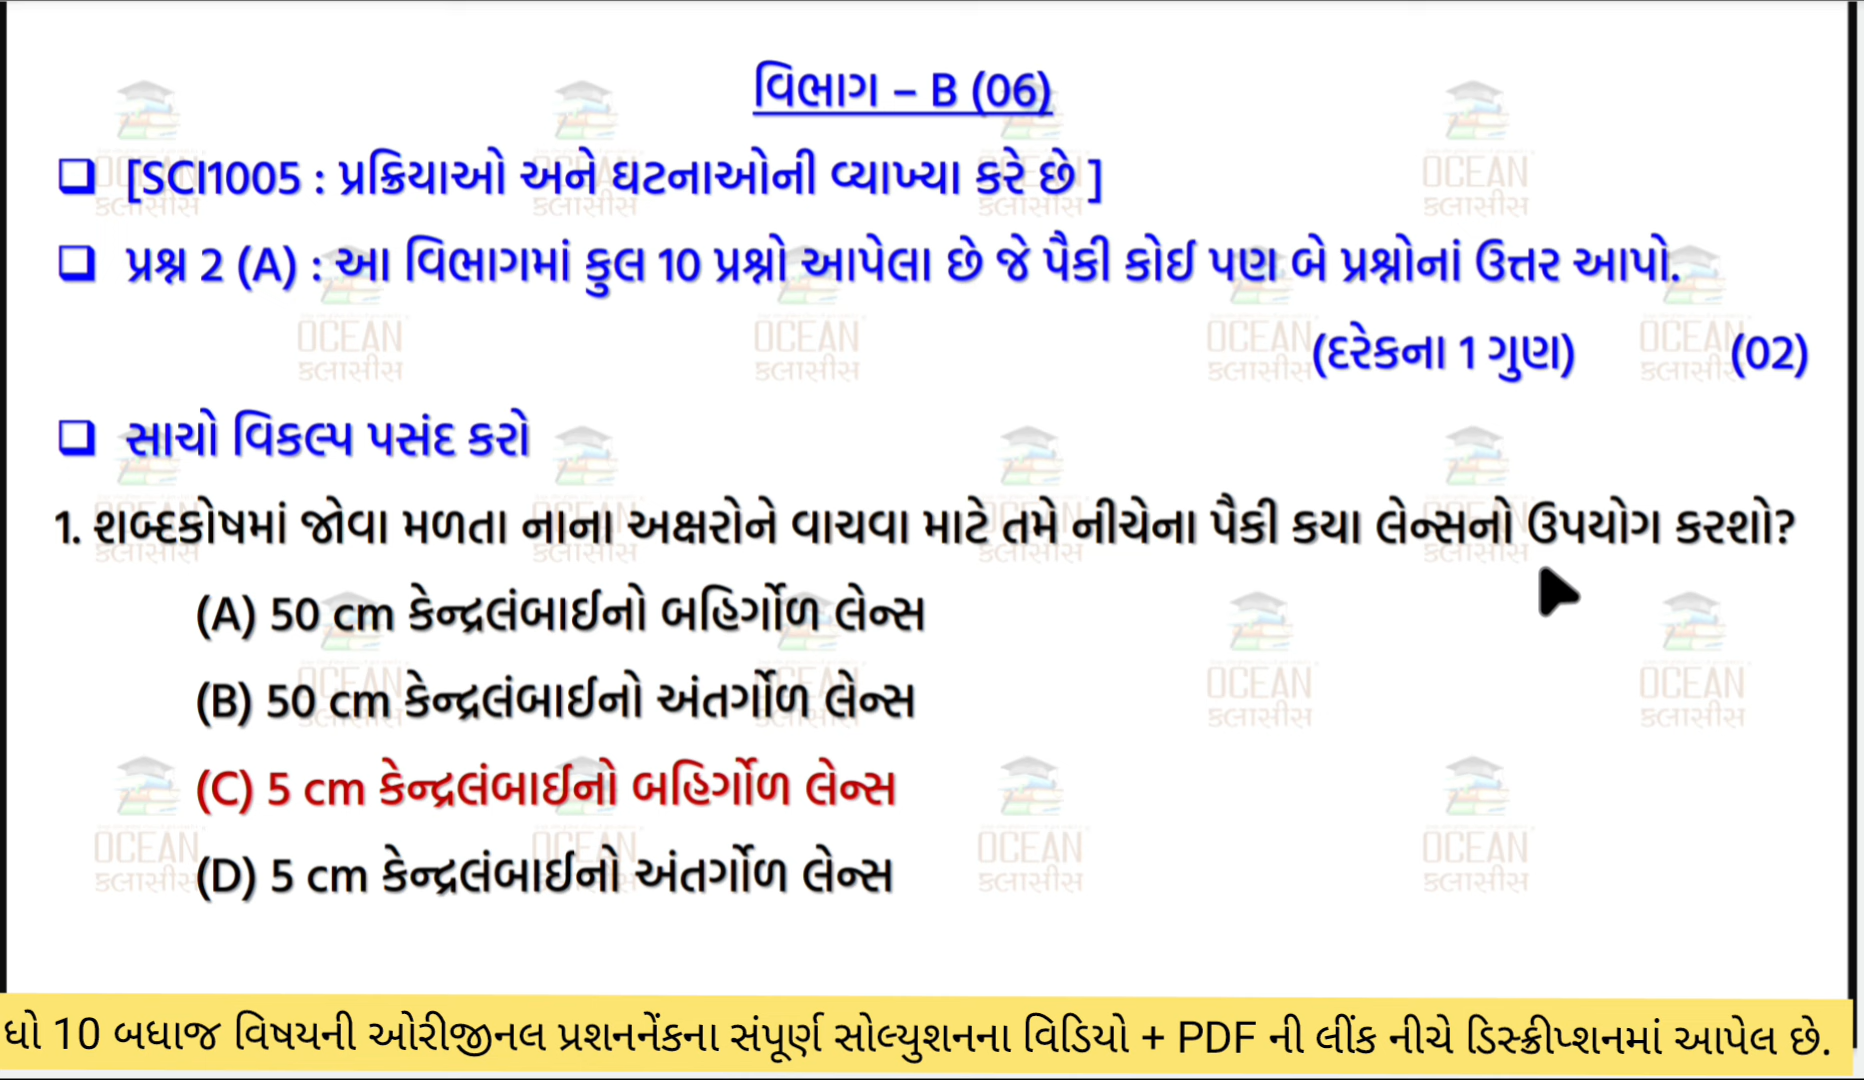 વિભાગ – B (06)
❑ [SCI1005 : પ્રક્રિયાઓ અને ઘટનાઓની વ્યાખ્યા કરે છે ]
❑ પ્રશ્ન 2 (A) : આ વિભાગમાં કુલ 10 પ્રશ્નો આપેલા છે જે પૈકી કોઈ પણ બે પ્રશ્નોનાં ઉત્તર આપો.
(દરેકના 1 ગુણ) (02)
❑ સાચો વિકલ્પ પસંદ કરો
1. શબ્દકોષમાં જોવા મળતા નાના અક્ષરોને વાચવા માટે તમે નીચેના પૈકી કયા લેન્સનો ઉપયોગ કરશો?
(A) 50 cm કેન્દ્રલંબાઈનો બહિર્ગોળ લેન્સ
(B) 50 cm કેન્દ્રલંબાઈનો અંતર્ગોળ લેન્સ
(C) 5 cm કેન્દ્રલંબાઈનો બહિર્ગોળ લેન્સ
(D) 5 cm કેન્દ્રલંબાઈનો અંતર્ગોળ લેન્સ
ધો 10 બધાજ વિષયની ઓરીજીનલ પ્રશનનેંકના સંપૂર્ણ સોલ્યુશનના વિડિયો + PDF ની લીંક નીચે ડિસ્ક્રીપ્શનમાં આપેલ છે.
OCEAN
ક્લાસીસ